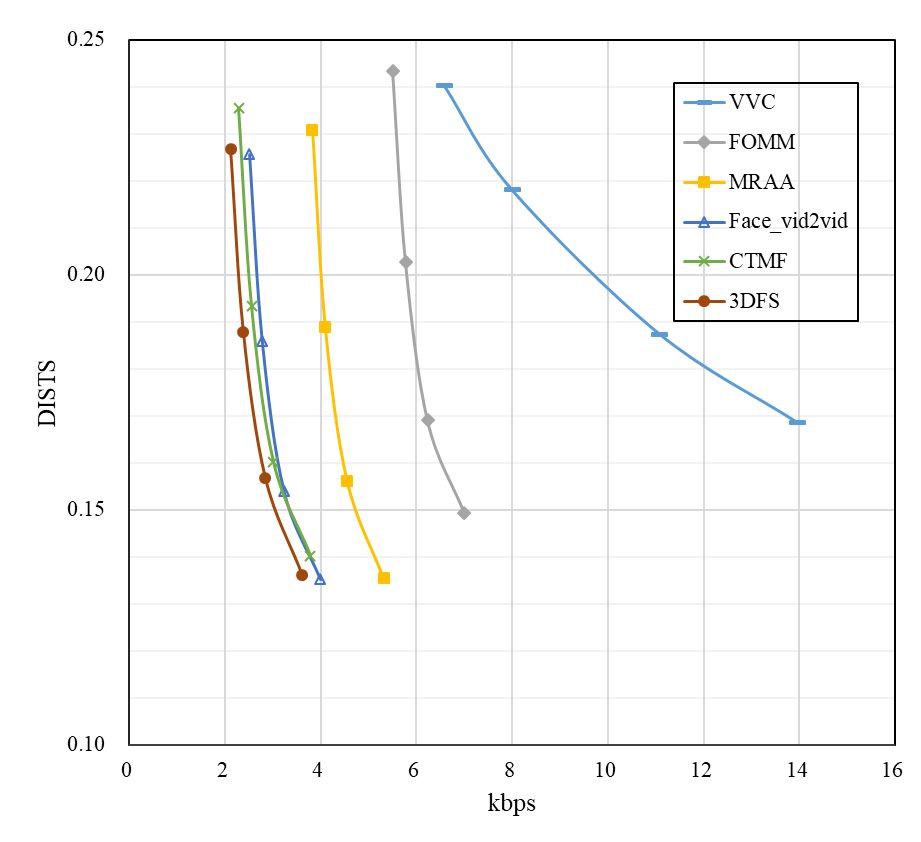 0.25
0.20
0.15
0.10
DISTS
0
2
4
6
8
10
12
14
16
kbps
VVC
FOMM
MRAA
Face_vid2vid
CTMF
3DFS